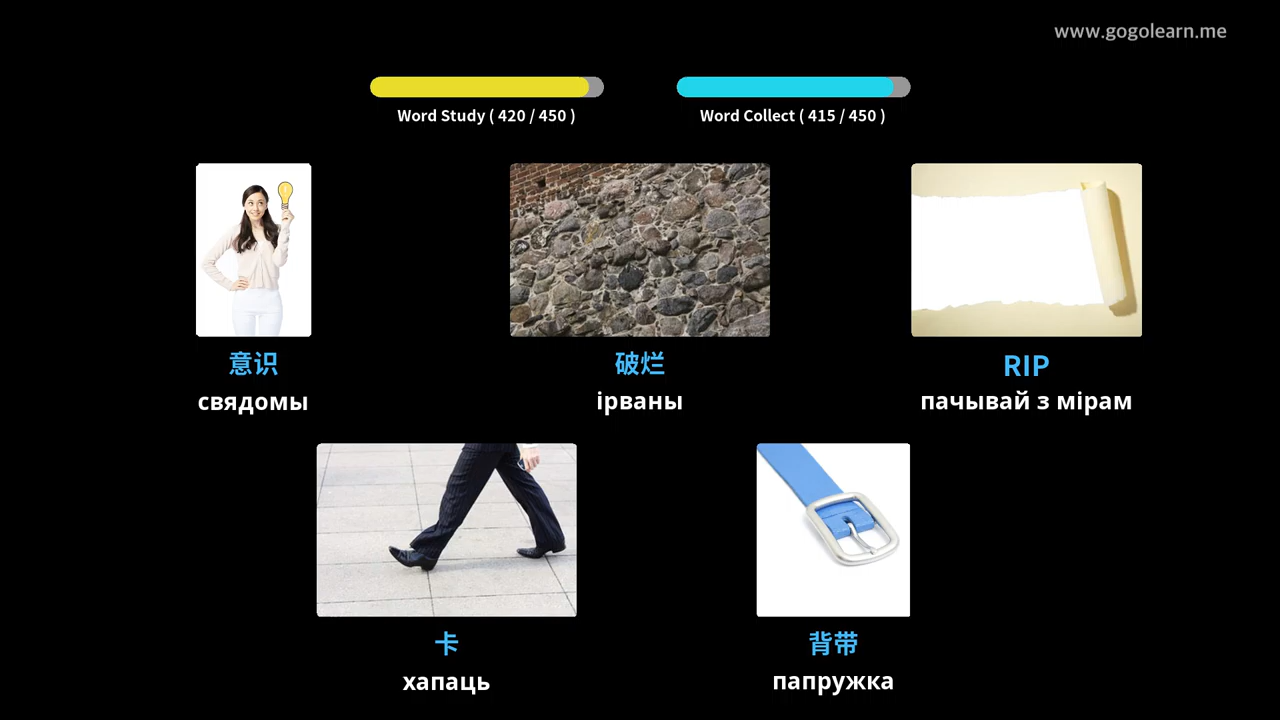 www.gogolearn.me
Word Study ( 420 / 450 )
Word Collect ( 415 / 450 )
意识
свядомы
破烂
ірваны
RIP
пачывай з мірам
卡
хапаць
背带
папружка